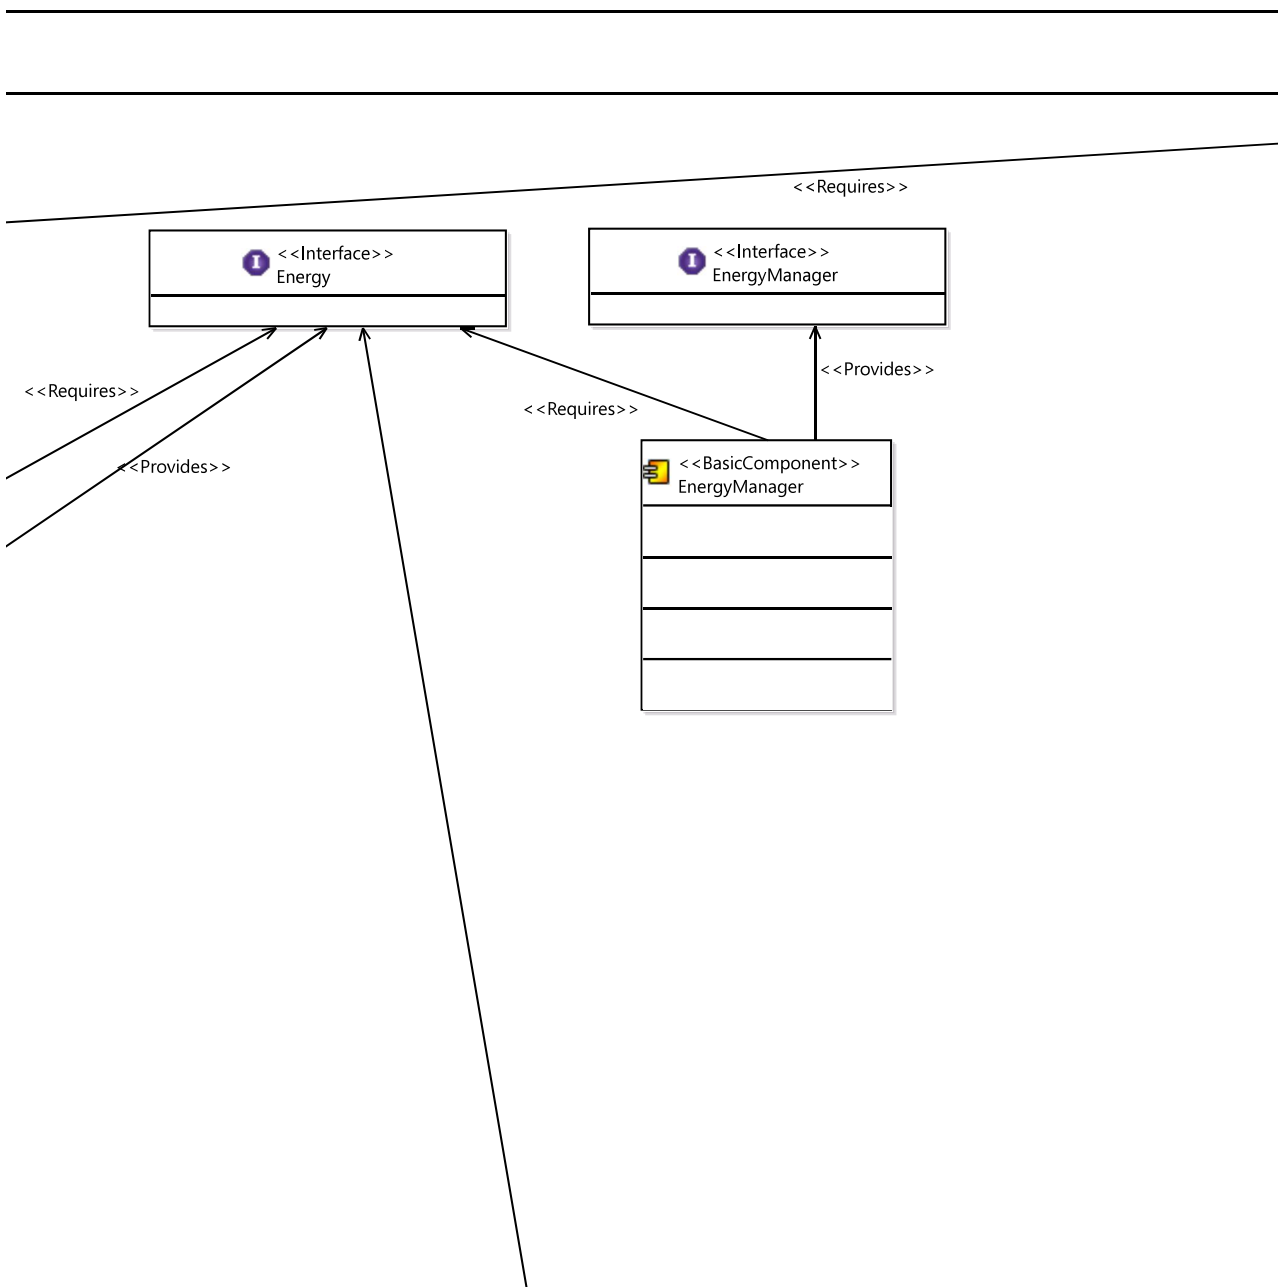 <<Requires>>
<<Interface>>
Energy
<<Interface>>
EnergyManager
<<Requires>>
<<Provides>>
<<Requires>>
<<Provides>>
<<BasicComponent>>
EnergyManager